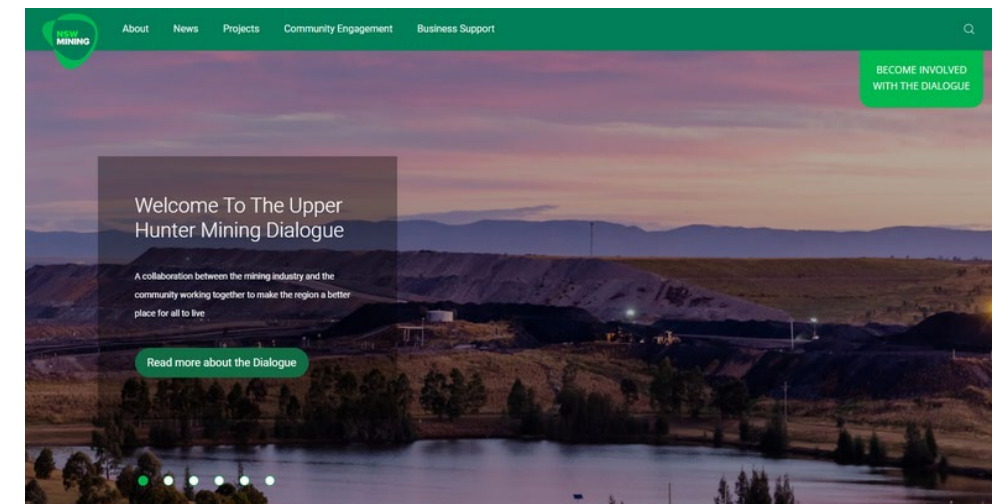 NSW
MINING
About
News
Projects
Community Engagement
Business Support
BECOME INVOLVED
WITH THE DIALOGUE
Welcome To The Upper
Hunter Mining Dialogue
A collaboration between the mining industry and the
community working together to make the region a better
place for all to live
Read more about the Dialogue